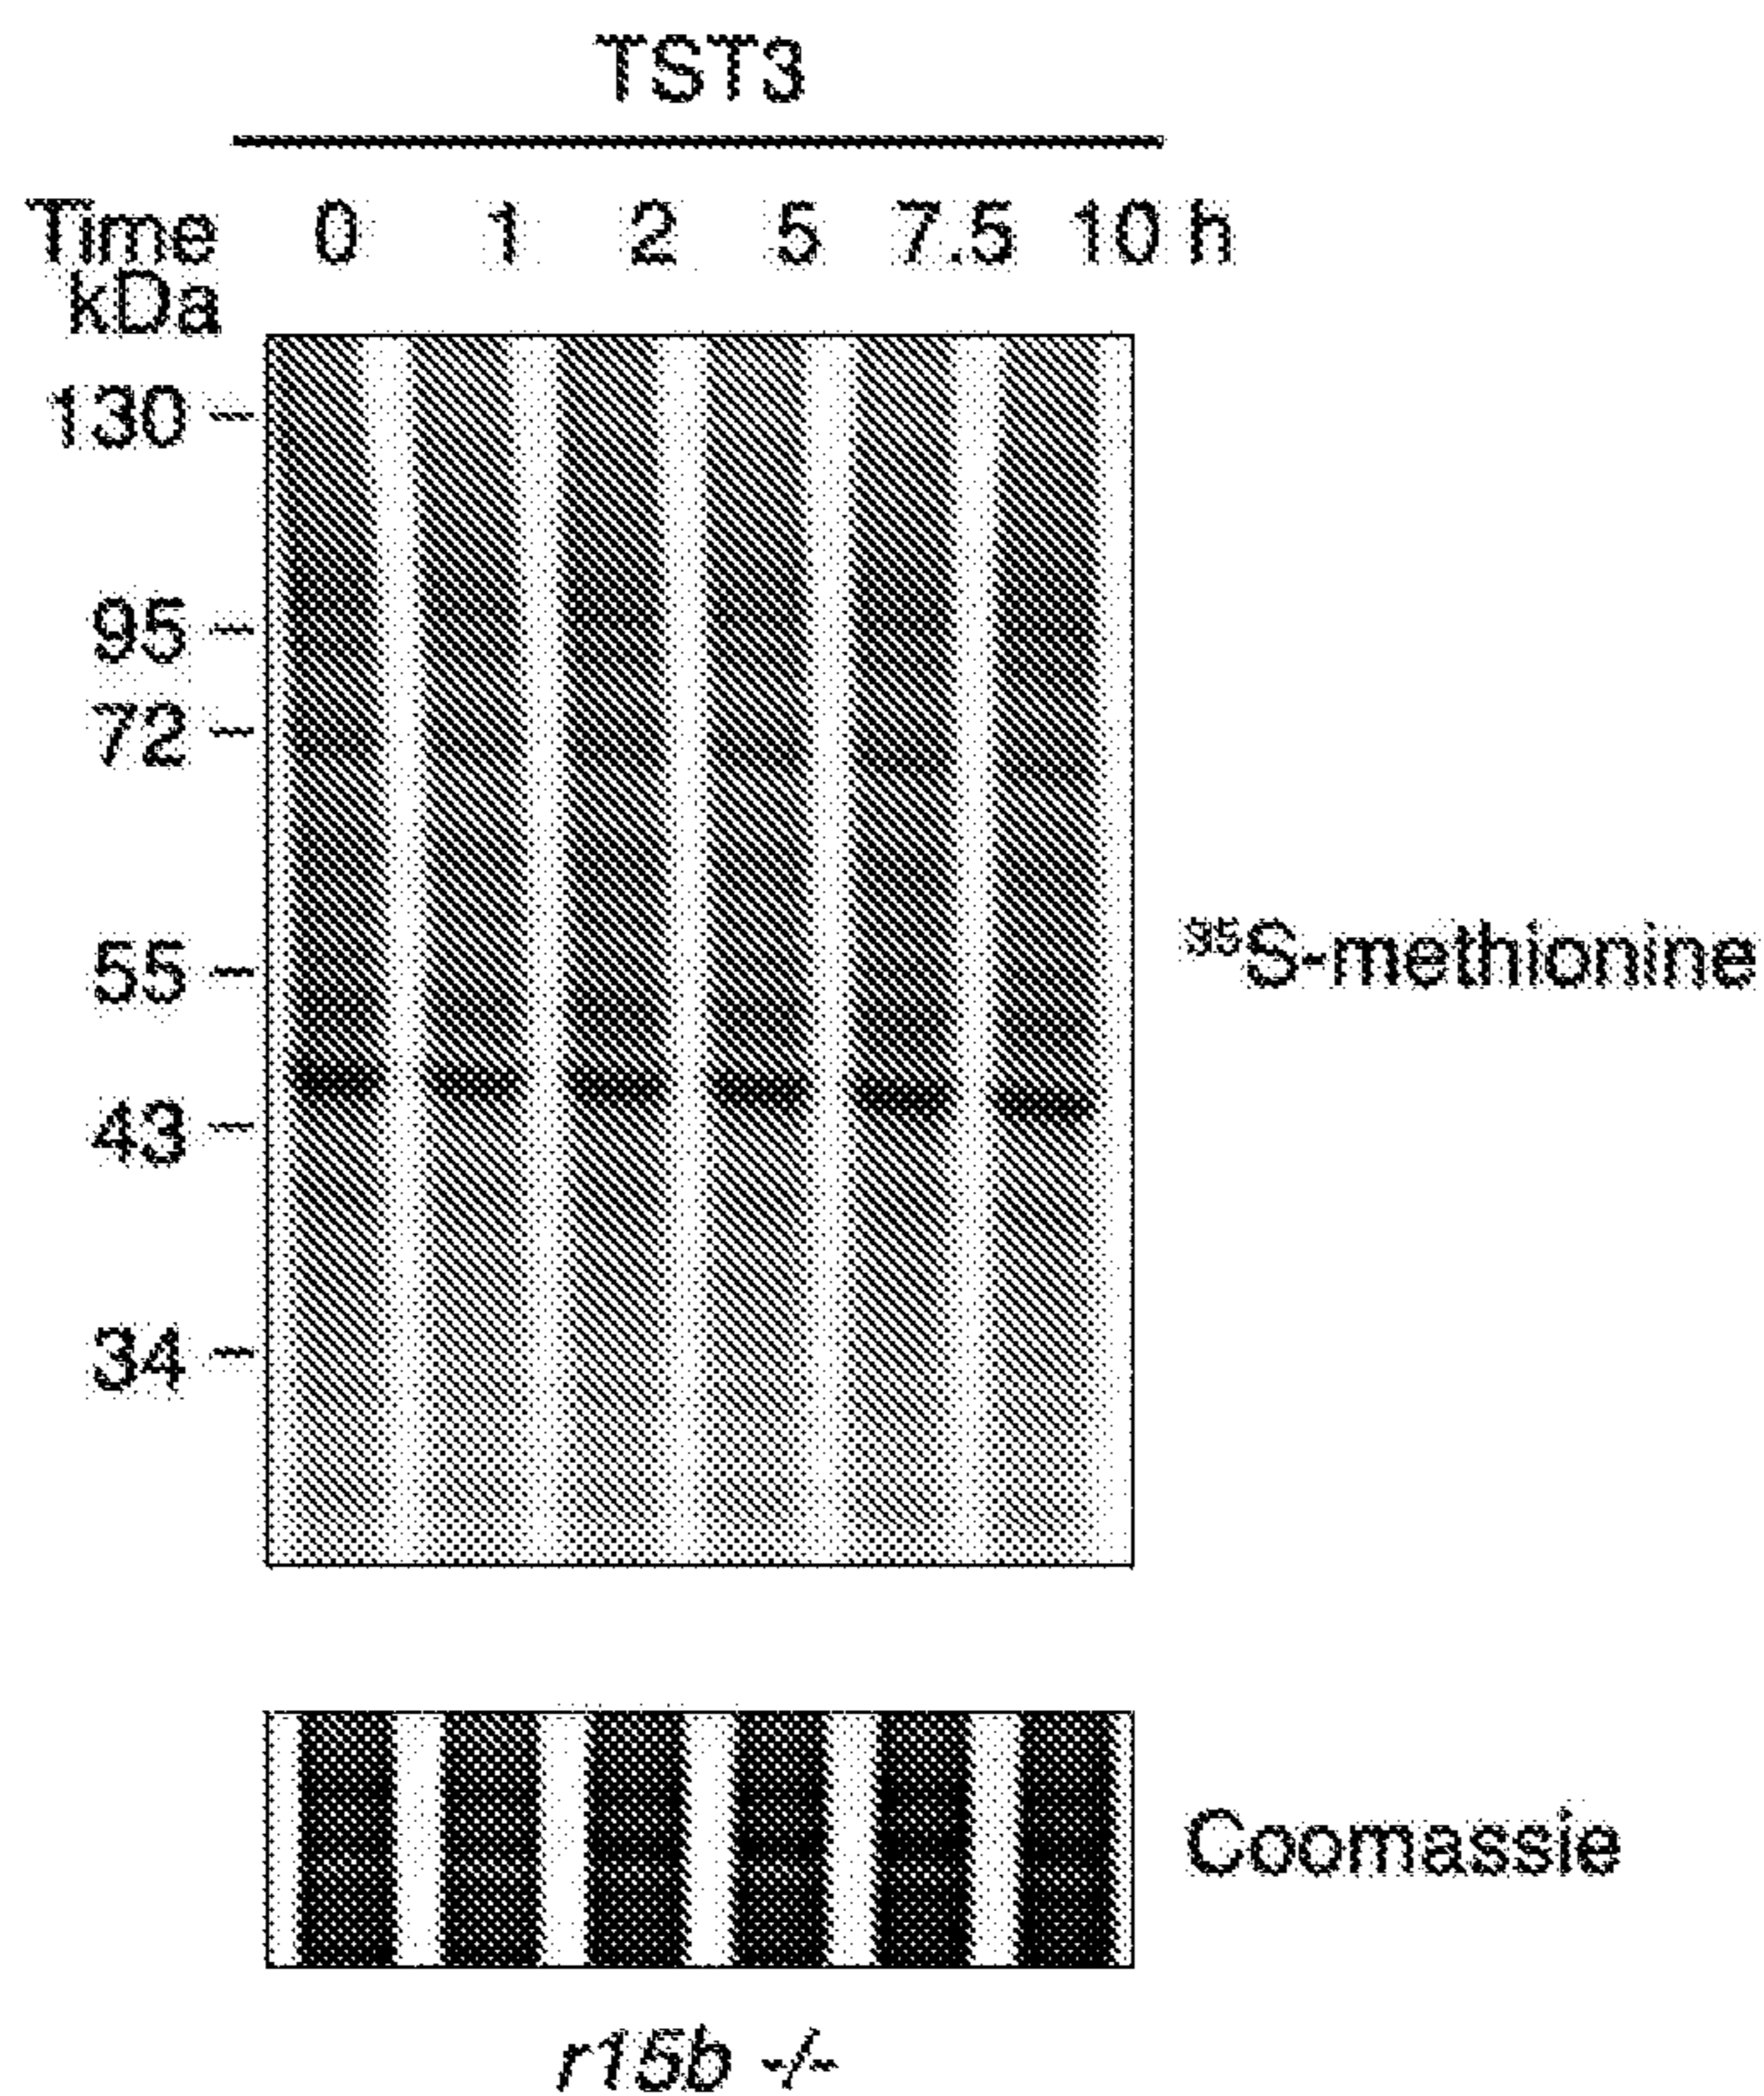 TST3
Time 0 1 2 5 7.5 10 h
kDa
130
95
72
55
³⁵S-methionine
43
34
Coomassie
r15b -/-